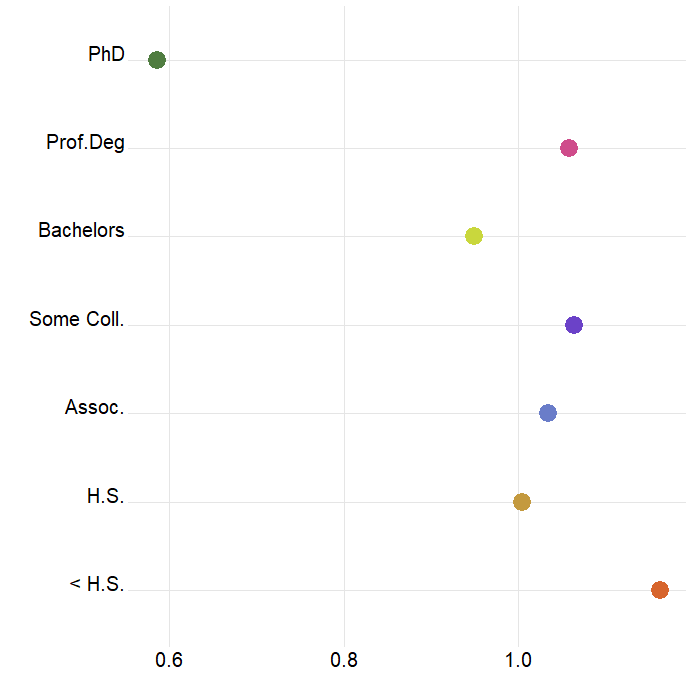 PhD
Prof.Deg
Bachelors
Some Coll.
Assoc.
H.S.
< H.S.
0.6 0.8 1.0